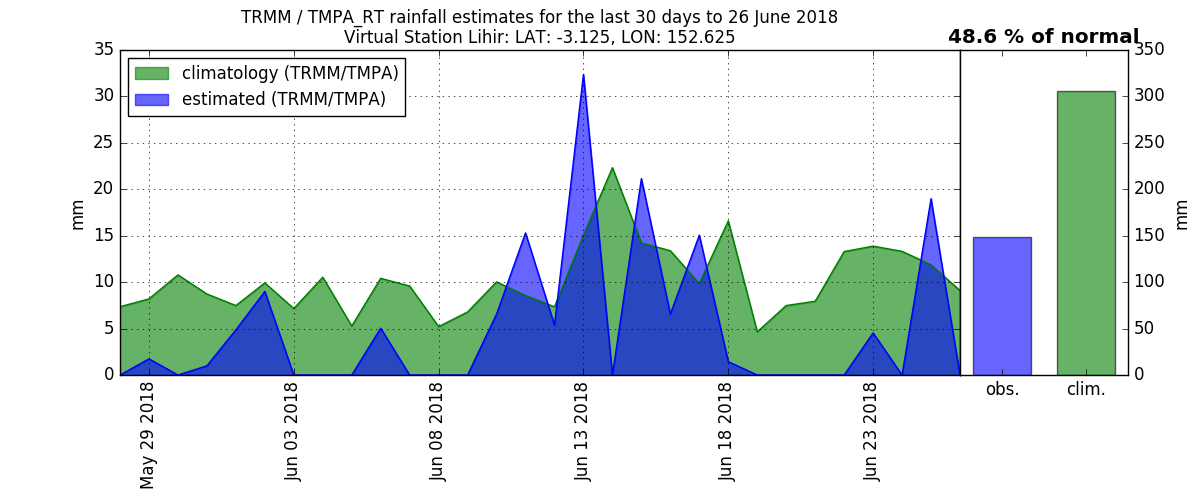 TRMM / TMPA_RT rainfall estimates for the last 30 days to 26 June 2018
Virtual Station Lihir: LAT: -3.125, LON: 152.625
48.6 % of normal
climatology (TRMM/TMPA)
estimated (TRMM/TMPA)
35
30
25
20
15
10
5
0
mm
350
300
250
200
150
100
50
0
mm
May 29 2018
Jun 03 2018
Jun 08 2018
Jun 13 2018
Jun 18 2018
Jun 23 2018
obs.
clim.